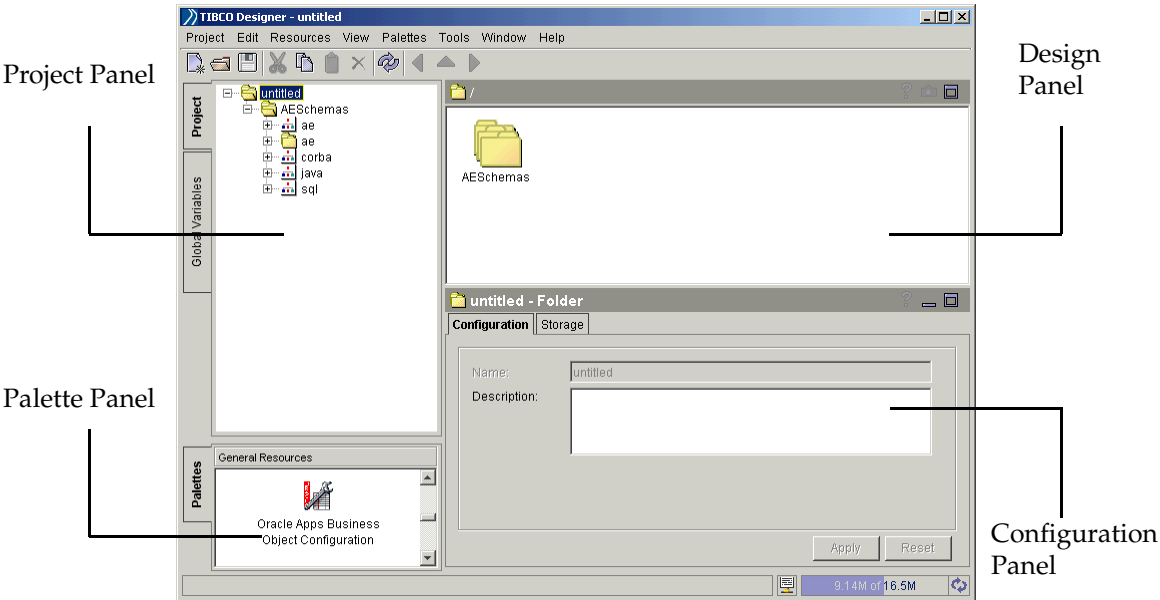 TIBCO Designer - untitled
Project Edit Resources View Palettes Tools Window Help
Project Panel
Design
Panel
Project
Global Variables
untitled
AESchemas
ae
ae
corba
java
sql
/
AESchemas
untitled - Folder
Configuration Storage
Name: untitled
Description:
Palette Panel
Palettes
General Resources
Oracle Apps Business
Object Configuration
Configuration
Panel
Apply Reset
9.14M of 16.5M